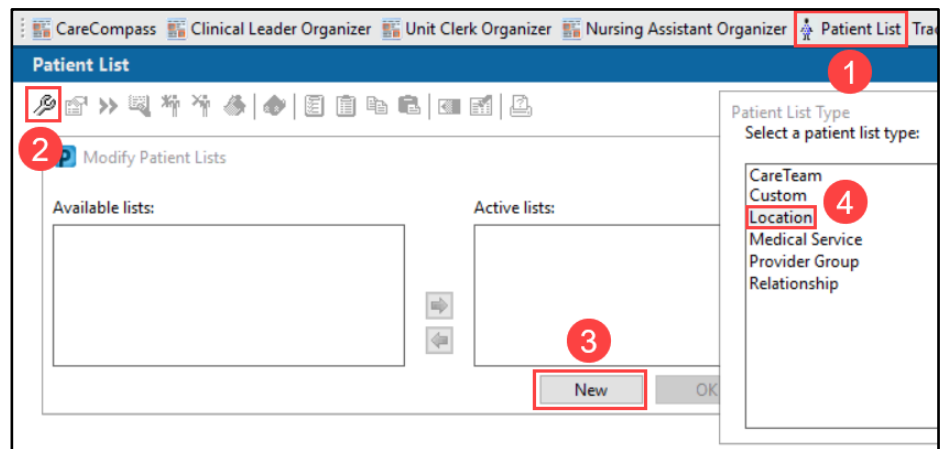 CareCompass Clinical Leader Organizer Unit Clerk Organizer Nursing Assistant Organizer Patient List Trac
Patient List
1
2
Modify Patient Lists
Available lists:
Active lists:
3
New
OK
Patient List Type
Select a patient list type:
CareTeam
Custom
Location
4
Medical Service
Provider Group
Relationship